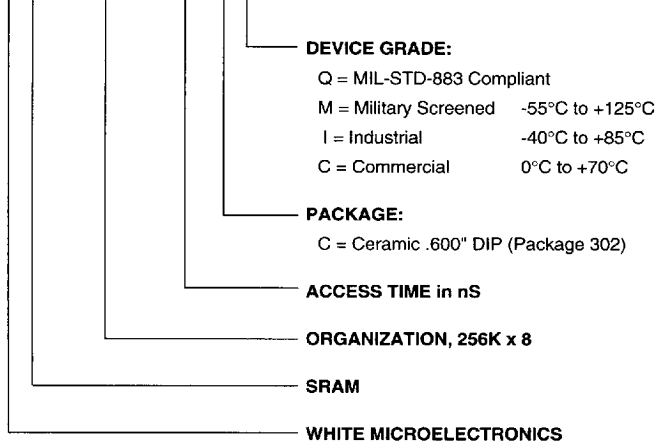 DEVICE GRADE:
Q = MIL-STD-883 Compliant
M = Military Screened -55°C to +125°C
I = Industrial -40°C to +85°C
C = Commercial 0°C to +70°C
PACKAGE:
C = Ceramic .600" DIP (Package 302)
ACCESS TIME in nS
ORGANIZATION, 256K x 8
SRAM
WHITE MICROELECTRONICS